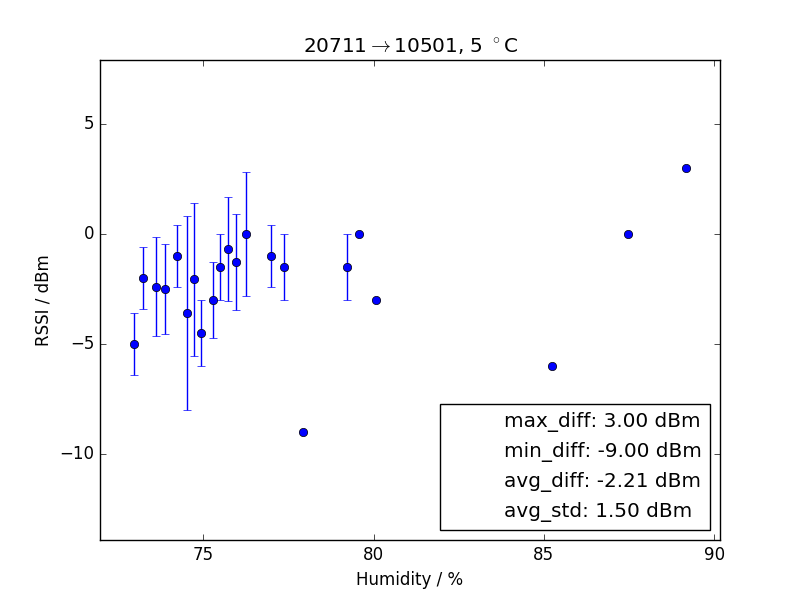 20711→10501, 5 °C
5
0
−5
−10
RSSI / dBm
75
80
85
90
Humidity / %
max_diff: 3.00 dBm
min_diff: -9.00 dBm
avg_diff: -2.21 dBm
avg_std: 1.50 dBm